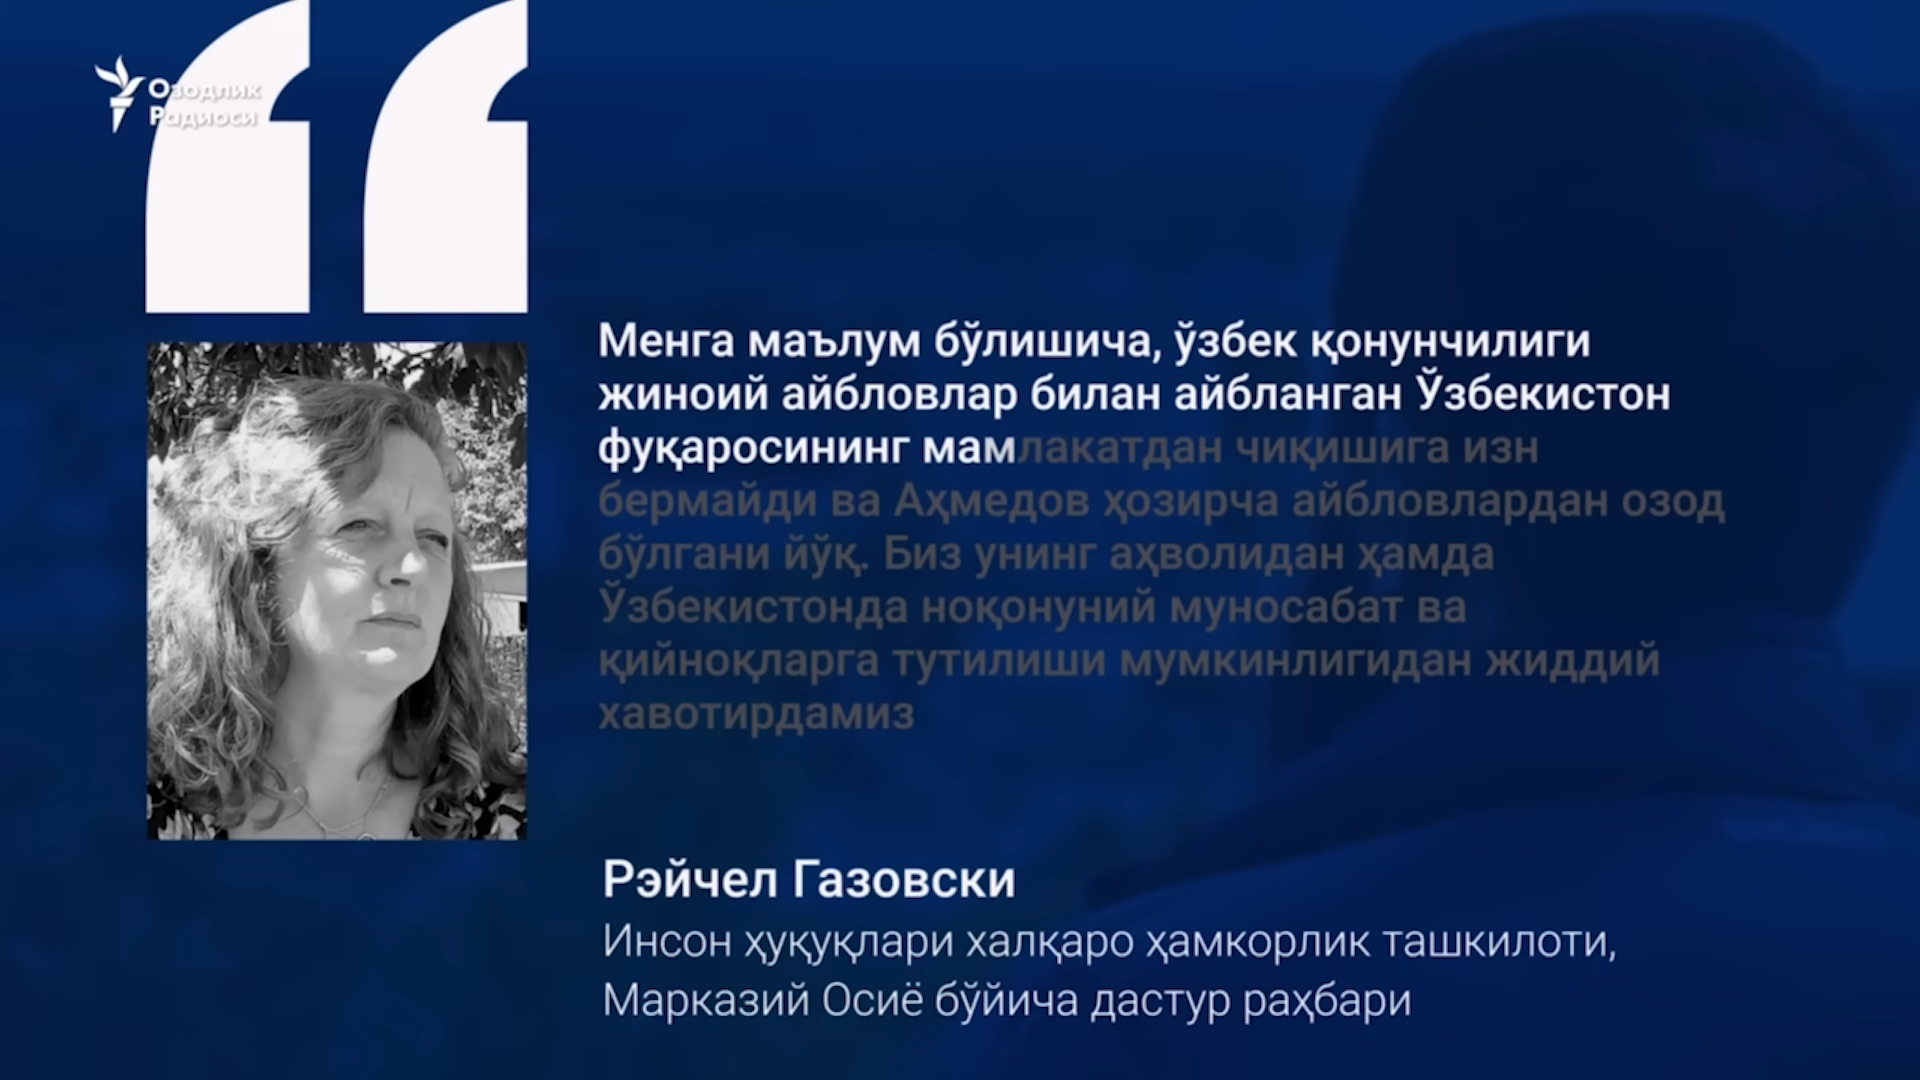 Озодлик
Радиоси
Менга маълум бўлишича, ўзбек қонунчилиги
жиноий айбловлар билан айбланган Ўзбекистон
фуқаросининг мамлакатдан чиқишига изн
бермайди ва Аҳмедов ҳозирча айбловлардан озод
бўлгани йўқ. Биз унинг аҳволидан ҳамда
Ўзбекистонда ноқонуний муносабат ва
қийноқларга тутилиши мумкинлигидан жиддий
хавотирдамиз
Рэйчел Газовски
Инсон ҳуқуқлари халқаро ҳамкорлик ташкилоти,
Марказий Осиё бўйича дастур раҳбари